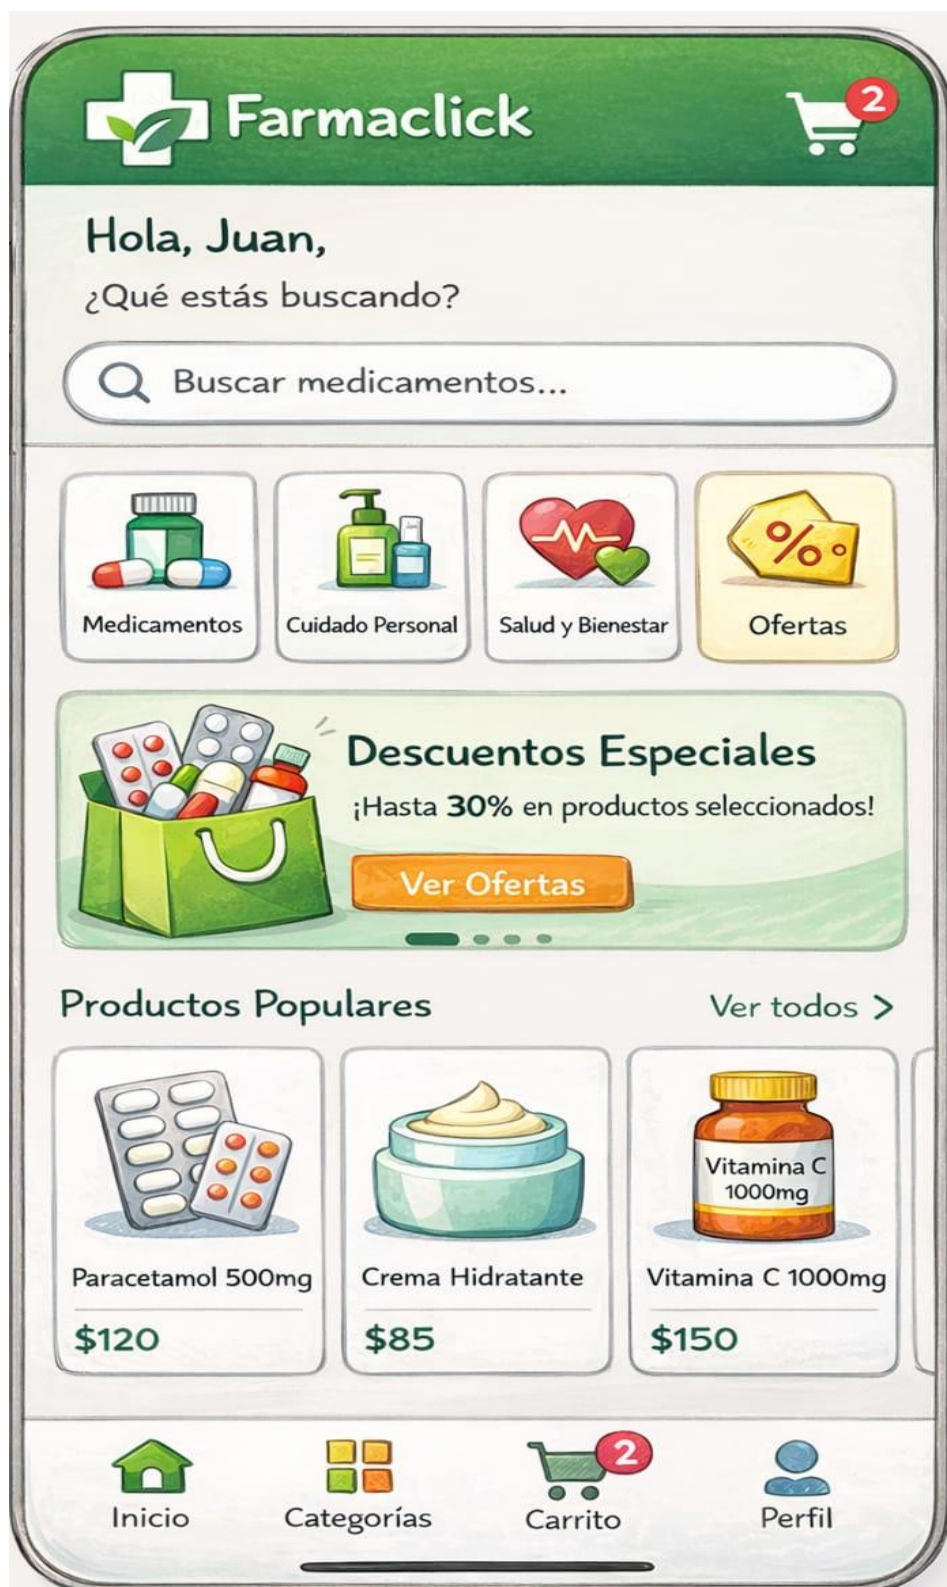 Farmaclick
2
Hola, Juan,
¿Qué estás buscando?
Buscar medicamentos...
Medicamentos
Cuidado Personal
Salud y Bienestar
%
Ofertas
Descuentos Especiales
¡Hasta 30% en productos seleccionados!
Ver Ofertas
Productos Populares
Ver todos >
Vitamina C
1000mg
Paracetamol 500mg
Crema Hidratante
Vitamina C 1000mg
$120
$85
$150
2
Inicio
Categorías
Carrito
Perfil